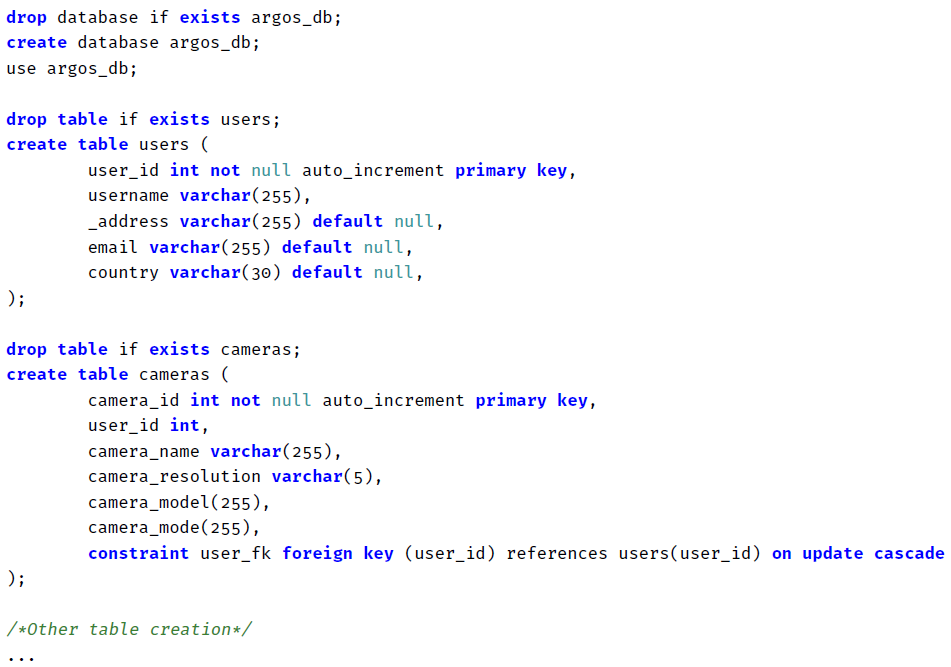 drop database if exists argos_db;
create database argos_db;
use argos_db;

drop table if exists users;
create table users (
        user_id int not null auto_increment primary key,
        username varchar(255),
        _address varchar(255) default null,
        email varchar(255) default null,
        country varchar(30) default null,
);

drop table if exists cameras;
create table cameras (
        camera_id int not null auto_increment primary key,
        user_id int,
        camera_name varchar(255),
        camera_resolution varchar(5),
        camera_model(255),
        camera_mode(255),
        constraint user_fk foreign key (user_id) references users(user_id) on update cascade
);

/*Other table creation*/
...